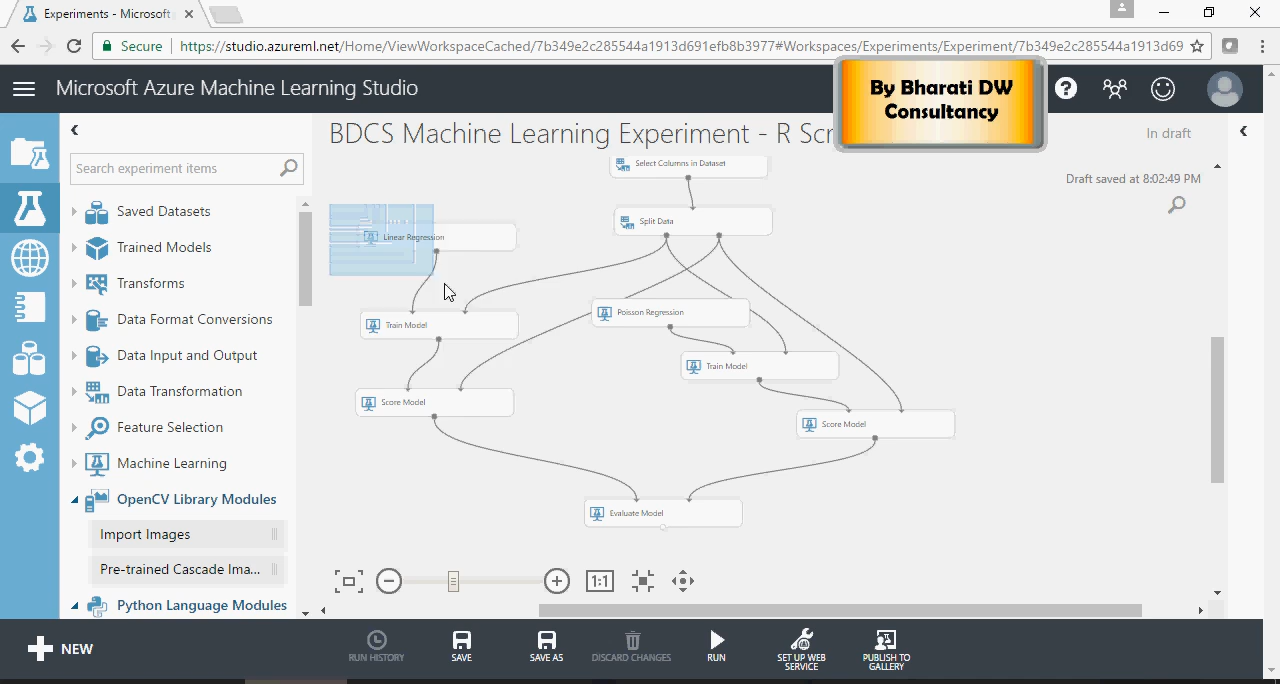 Experiments - Microsoft
Secure
https://studio.azureml.net/Home/ViewWorkspaceCached/7b349e2c285544a1913d691efb8b3977#Workspaces/Experiments/Experiment/7b349e2c285544a1913d69
Microsoft Azure Machine Learning Studio
By Bharati DW
Consultancy
BDCS Machine Learning Experiment - R Scr
In draft
Draft saved at 8:02:49 PM
Search experiment items
Saved Datasets
Trained Models
Transforms
Data Format Conversions
Data Input and Output
Data Transformation
Feature Selection
Machine Learning
OpenCV Library Modules
Import Images
Pre-trained Cascade Ima...
Python Language Modules
Select Columns in Dataset
Split Data
Linear Regression
Poisson Regression
Train Model
Train Model
Score Model
Score Model
Evaluate Model
1:1
NEW
RUN HISTORY
SAVE
SAVE AS
DISCARD CHANGES
RUN
SET UP WEB
SERVICE
PUBLISH TO
GALLERY